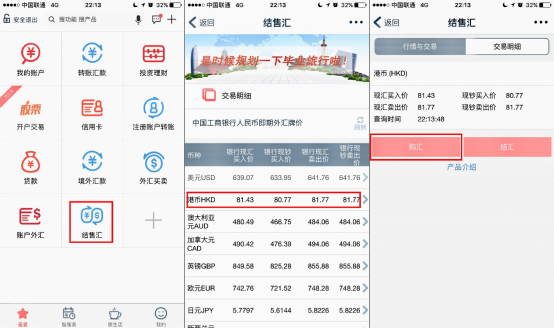 中国联通 4G 22:13 32%
安全退出 搜功能 搜产品
我的账户 转账汇款 投资理财
股票
开户交易 信用卡 注册账户转账
贷款 境外汇款 外汇买卖
账户外汇 结售汇
最爱 惠生活 我的
中国联通 4G 22:13 32%
返回 结售汇
是时候规划一下毕业旅行啦!
交易明细
中国工商银行人民币即期外汇牌价
刷新
币种 银行现汇买入价 银行现钞买入价 银行现汇卖出价 银行现钞卖出价
美元USD 639.07 633.95 641.76 641.76
港币HKD 81.43 80.77 81.77 81.77
澳大利亚元AUD 480.49 466.75 484.06 484.06
加拿大元CAD 490.42 476.39 494.06 494.06
英镑GBP 849.58 825.28 855.88 855.88
欧元EUR 742.76 721.52 748.28 748.28
日元JPY 5.7797 5.6144 5.8226 5.8226
中国联通 4G 22:13 32%
返回 结售汇
行情与交易 交易明细
港币 (HKD)
现汇买入价 81.43 现钞买入价 80.77
现汇卖出价 81.77 现钞卖出价 81.77
查询时间 22:13:48
购汇 结汇
产品介绍